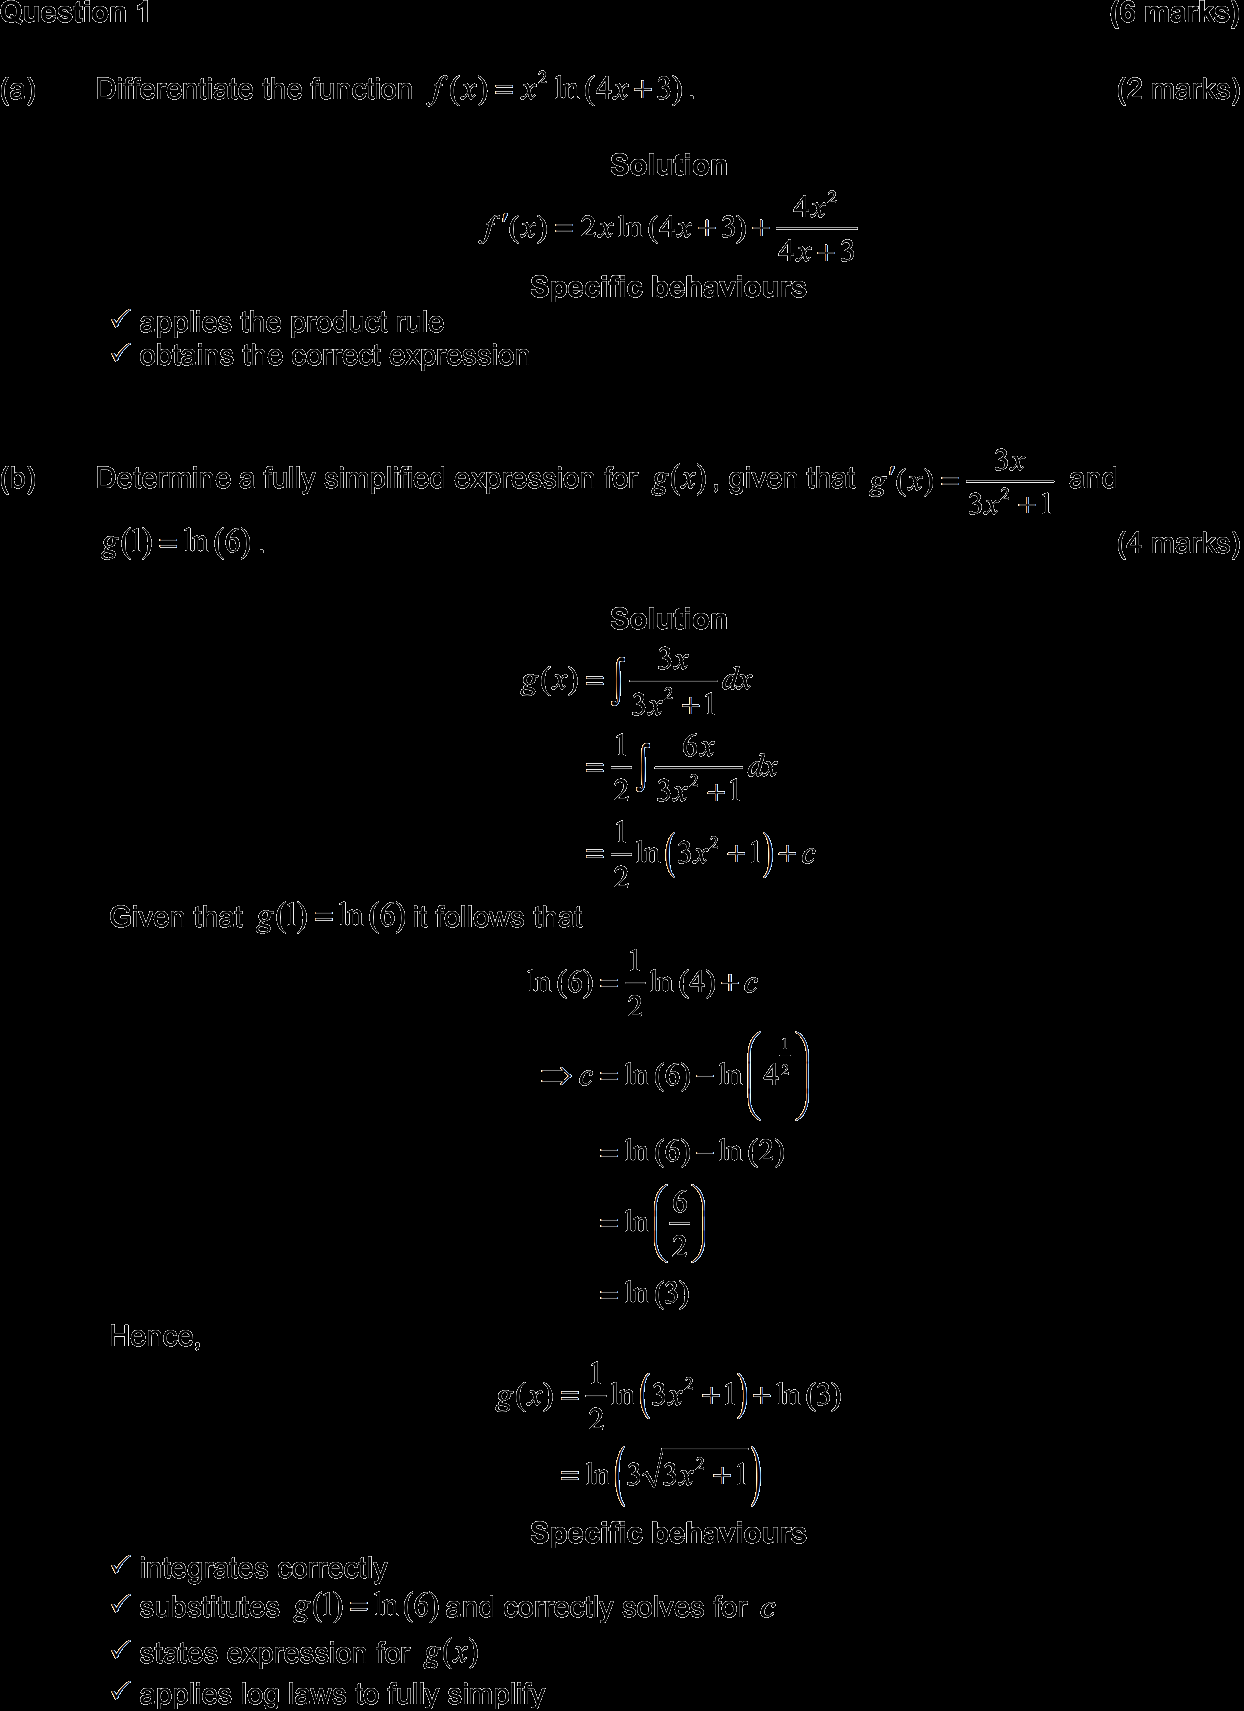 Question 1 (6 marks)
(a) Differentiate the function f(x) = x² ln(4x+3). (2 marks)
Solution
f′(x) = 2x ln(4x+3) + 4x²/(4x+3)
Specific behaviours
✓ applies the product rule
✓ obtains the correct expression
(b) Determine a fully simplified expression for g(x), given that g′(x) = 3x/(3x²+1) and
g(1) = ln(6). (4 marks)
Solution
g(x) = ∫ 3x/(3x²+1) dx
= 1/2 ∫ 6x/(3x²+1) dx
= 1/2 ln(3x²+1) + c
Given that g(1) = ln(6) it follows that
ln(6) = 1/2 ln(4) + c
⇒ c = ln(6) − ln(4^(1/2))
= ln(6) − ln(2)
= ln(6/2)
= ln(3)
Hence,
g(x) = 1/2 ln(3x²+1) + ln(3)
= ln(3√(3x²+1))
Specific behaviours
✓ integrates correctly
✓ substitutes g(1) = ln(6) and correctly solves for c
✓ states expression for g(x)
✓ applies log laws to fully simplify